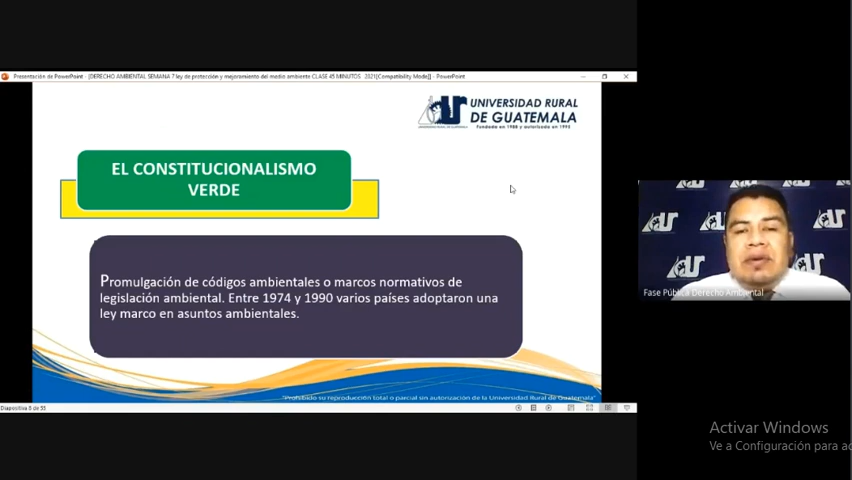 Presentación de PowerPoint - [DERECHO AMBIENTAL SEMANA 7 ley de protección y mejoramiento del medio ambiente CLASE 45 MINUTOS 2021[Compatibility Mode]] - PowerPoint
UNIVERSIDAD RURAL
DE GUATEMALA
Fundada en 1988 y autorizada en 1995
EL CONSTITUCIONALISMO
VERDE
Promulgación de códigos ambientales o marcos normativos de
legislación ambiental. Entre 1974 y 1990 varios países adoptaron una
ley marco en asuntos ambientales.
"Prohibido su reproducción total o parcial sin autorización de la Universidad Rural de Guatemala"
Fase Pública Derecho Ambiental
Activar Windows
Ve a Configuración para ac